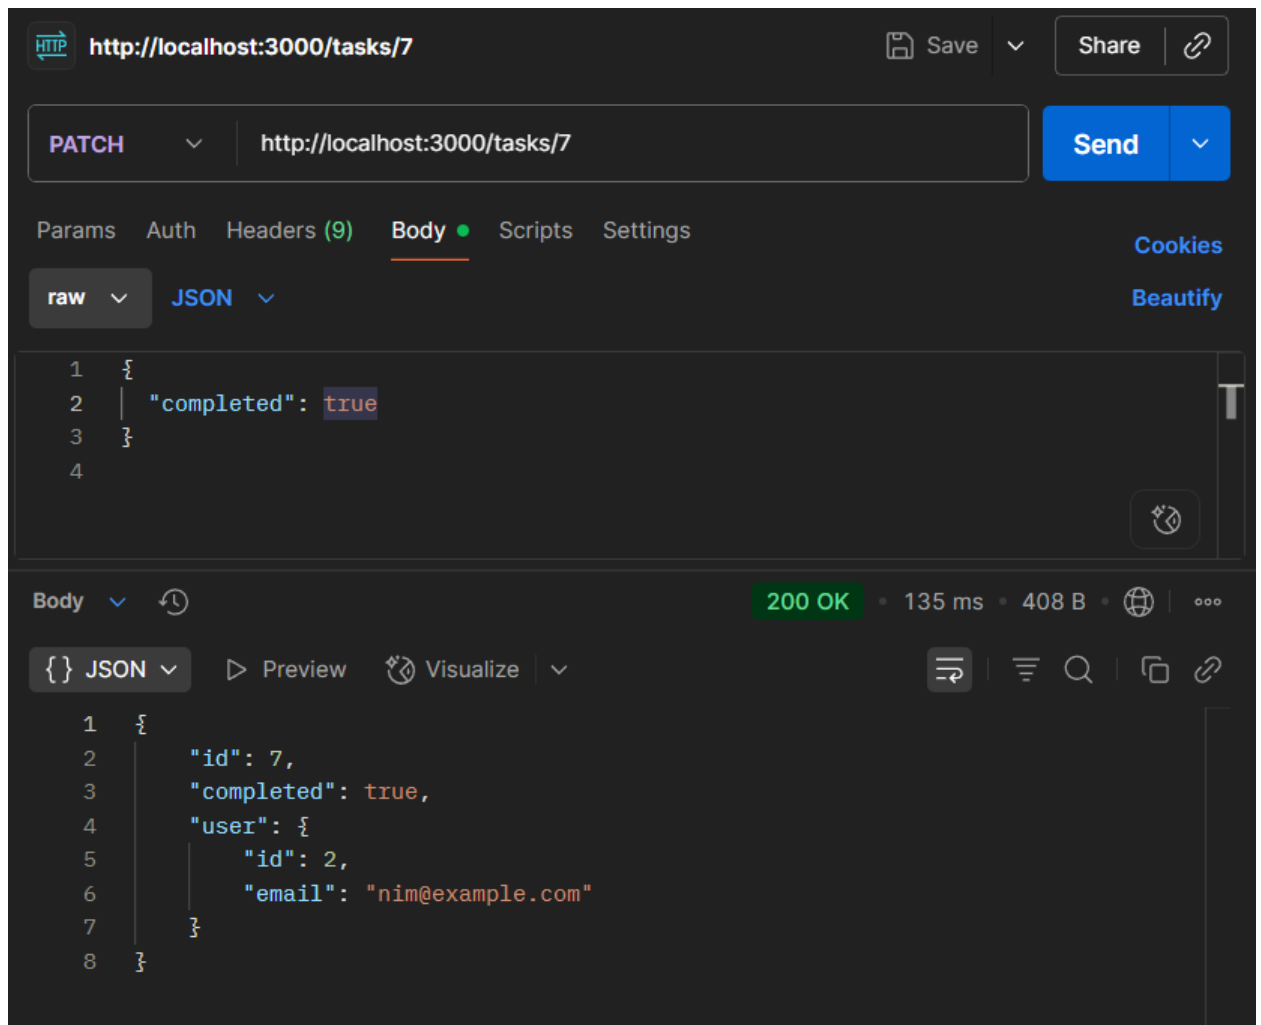 HTTP http://localhost:3000/tasks/7 Save Share
PATCH http://localhost:3000/tasks/7 Send
Params Auth Headers (9) Body Scripts Settings Cookies
raw JSON Beautify
1 {
2 "completed": true
3 }
4
Body 200 OK • 135 ms • 408 B •
{} JSON Preview Visualize
1 {
2 "id": 7,
3 "completed": true,
4 "user": {
5 "id": 2,
6 "email": "nim@example.com"
7 }
8 }